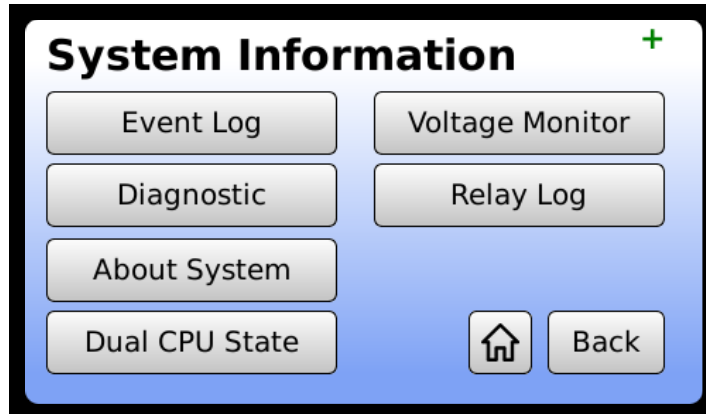 System Information
+
Event Log
Voltage Monitor
Diagnostic
Relay Log
About System
Dual CPU State
Back